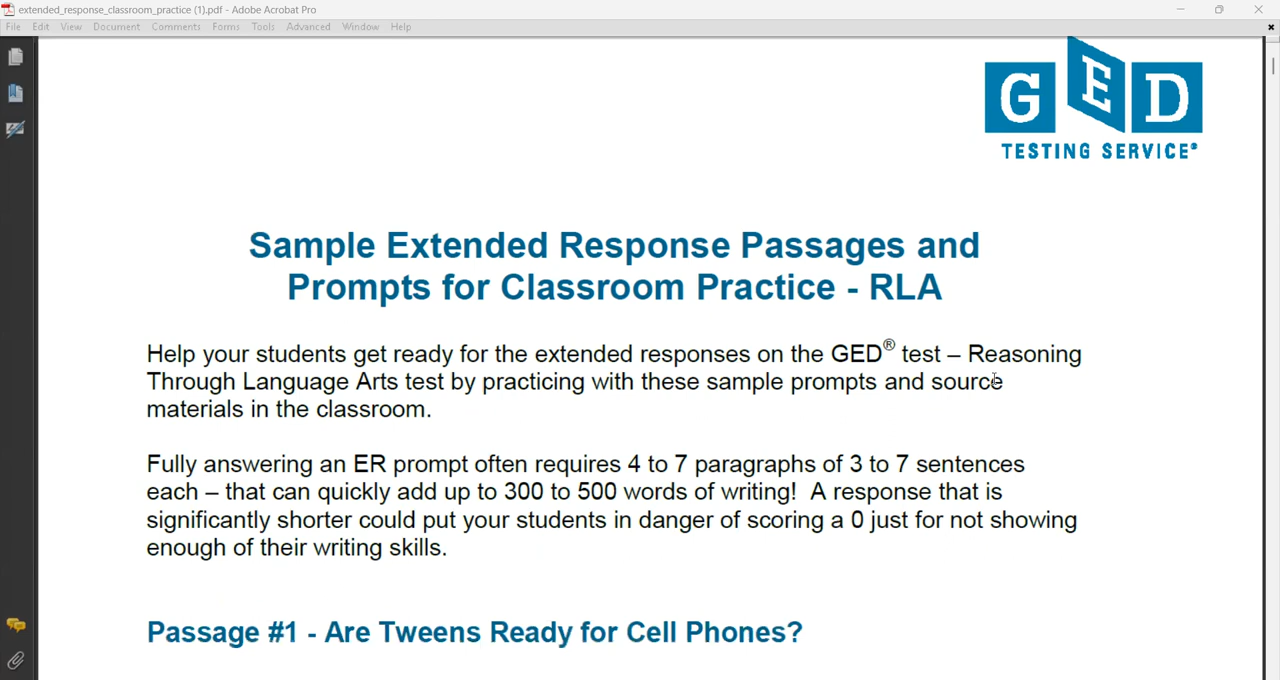 extended_response_classroom_practice (1).pdf - Adobe Acrobat Pro
File Edit View Document Comments Forms Tools Advanced Window Help
GED
TESTING SERVICE®
Sample Extended Response Passages and
Prompts for Classroom Practice - RLA
Help your students get ready for the extended responses on the GED® test – Reasoning
Through Language Arts test by practicing with these sample prompts and source
materials in the classroom.
Fully answering an ER prompt often requires 4 to 7 paragraphs of 3 to 7 sentences
each – that can quickly add up to 300 to 500 words of writing! A response that is
significantly shorter could put your students in danger of scoring a 0 just for not showing
enough of their writing skills.
Passage #1 - Are Tweens Ready for Cell Phones?